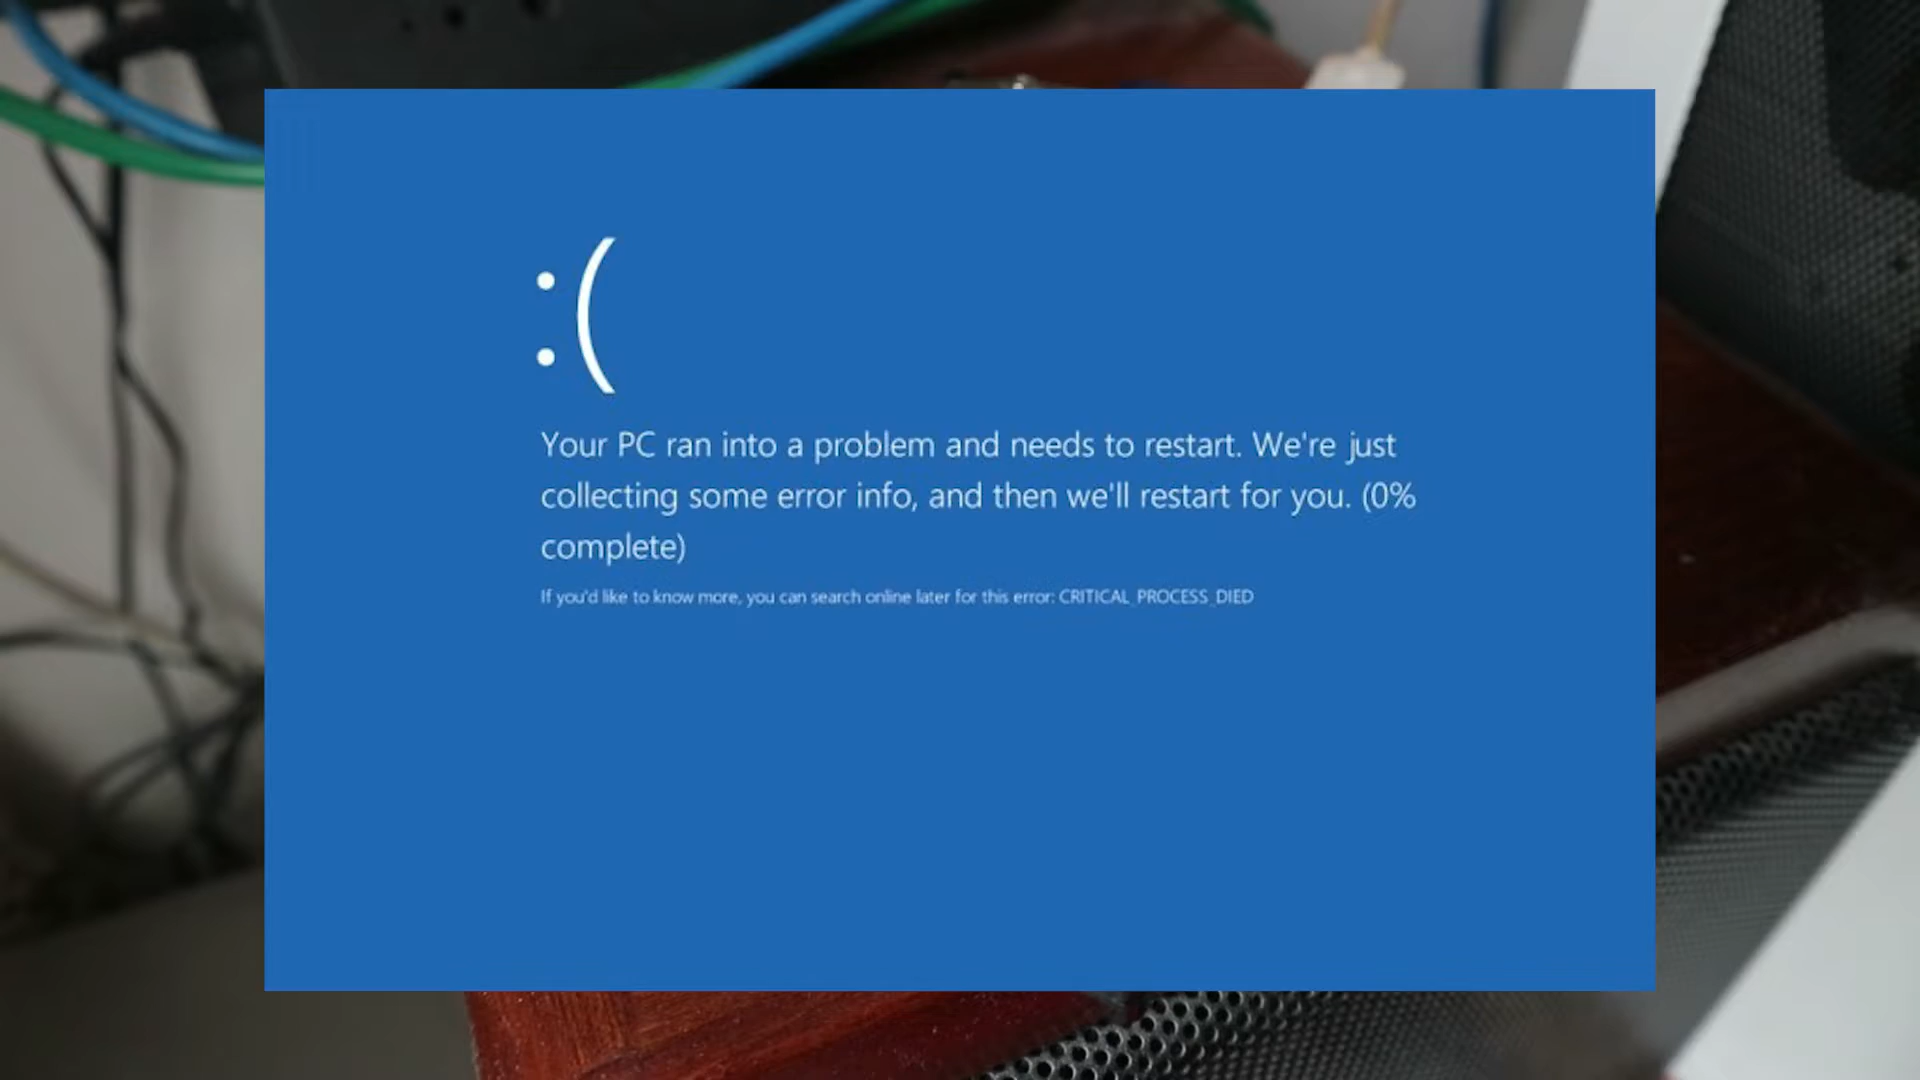 :(
Your PC ran into a problem and needs to restart. We're just
collecting some error info, and then we'll restart for you. (0%
complete)
If you'd like to know more, you can search online later for this error: CRITICAL_PROCESS_DIED